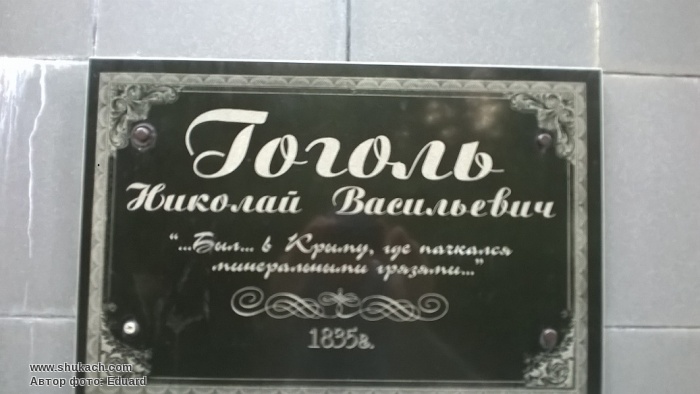 Гоголь
Николай Васильевич
“...Был... в Крыму, где пачкался
минеральными грязями...”
1835г.
www.shukach.com
Автор фото: Eduard